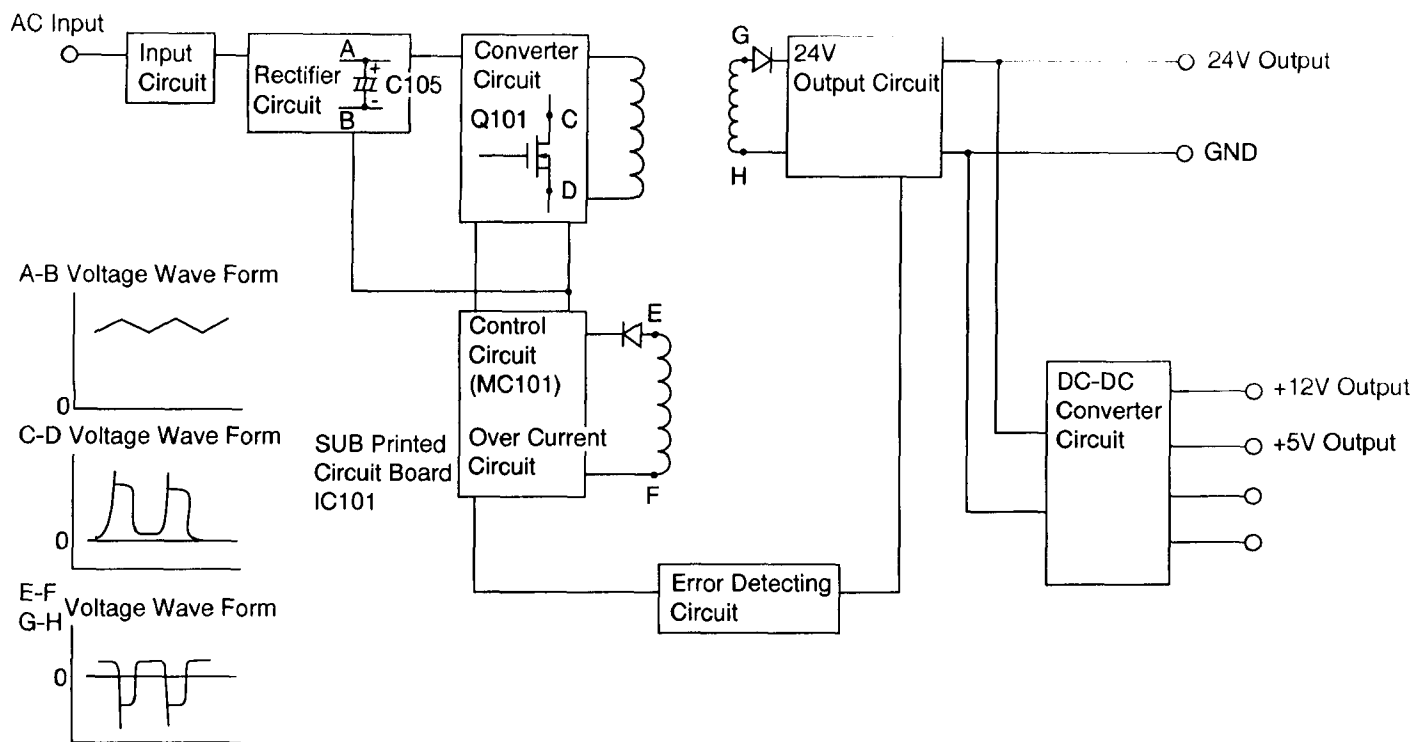 AC Input
Input
Circuit
Rectifier
Circuit
A
+
C105
-
B
Converter
Circuit
Q101
C
D
G
H
24V
Output Circuit
24V Output
GND
A-B Voltage Wave Form
0
C-D Voltage Wave Form
0
E-F
G-H
Voltage Wave Form
0
Control
Circuit
(MC101)
Over Current
Circuit
SUB Printed
Circuit Board
IC101
E
F
Error Detecting
Circuit
DC-DC
Converter
Circuit
+12V Output
+5V Output